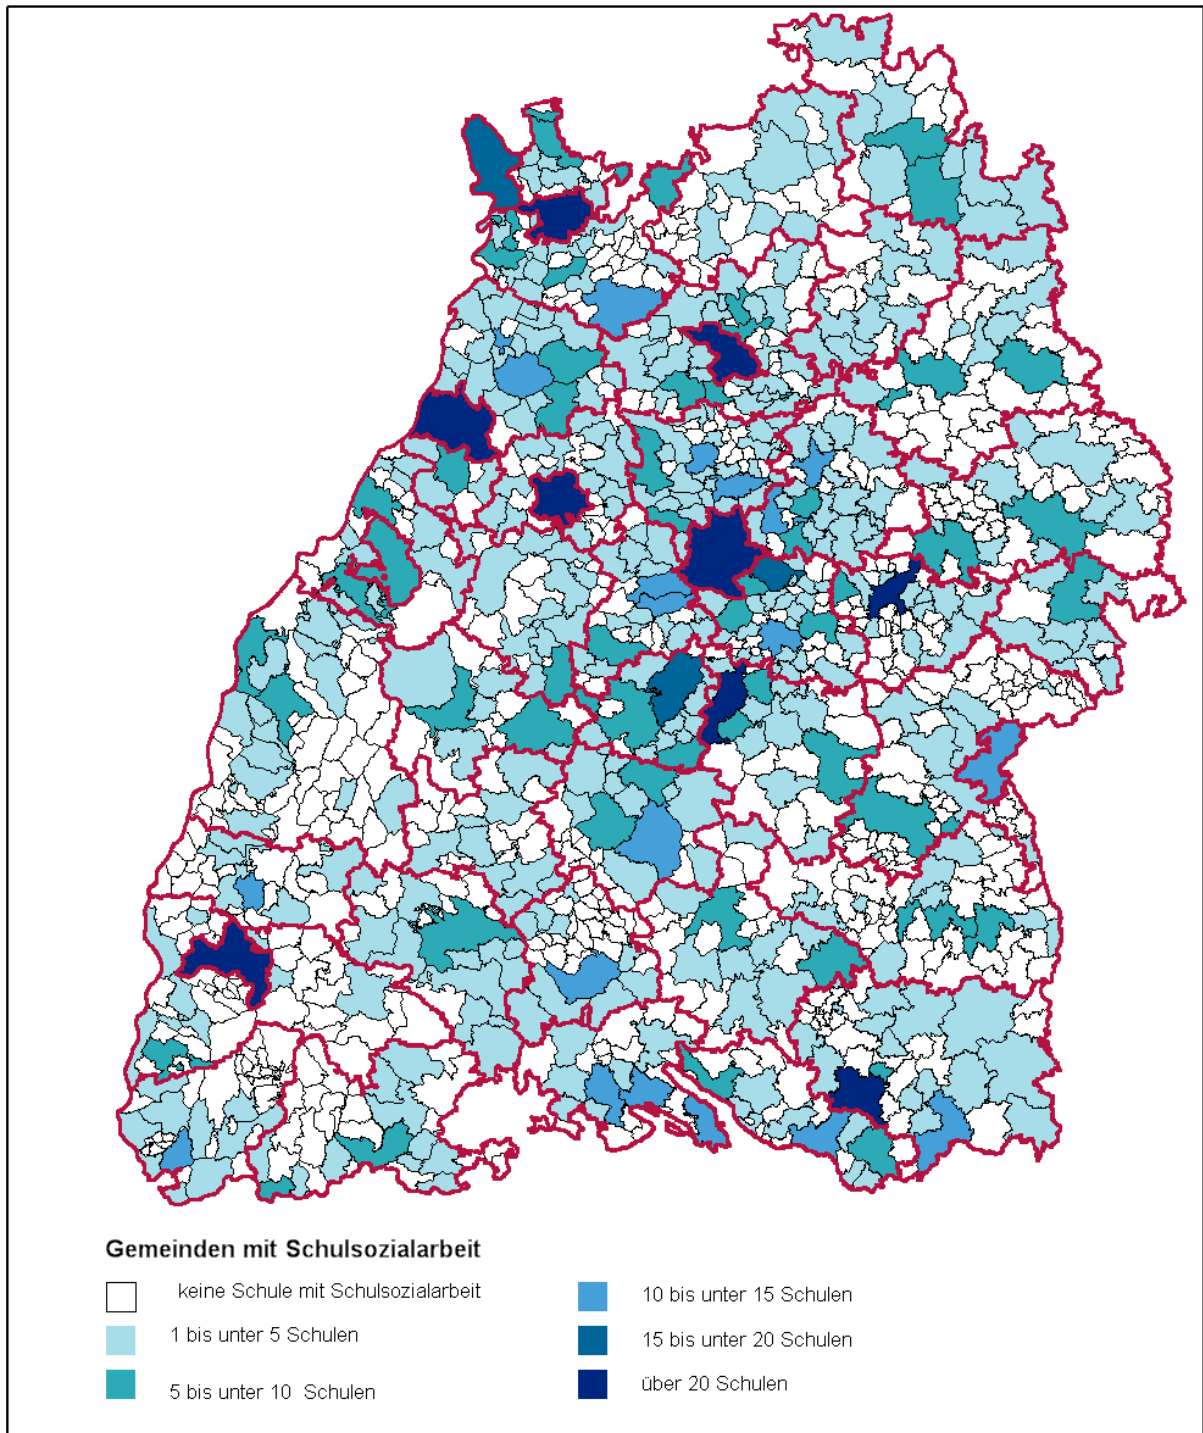 Gemeinden mit Schulsozialarbeit
keine Schule mit Schulsozialarbeit
1 bis unter 5 Schulen
5 bis unter 10 Schulen
10 bis unter 15 Schulen
15 bis unter 20 Schulen
über 20 Schulen